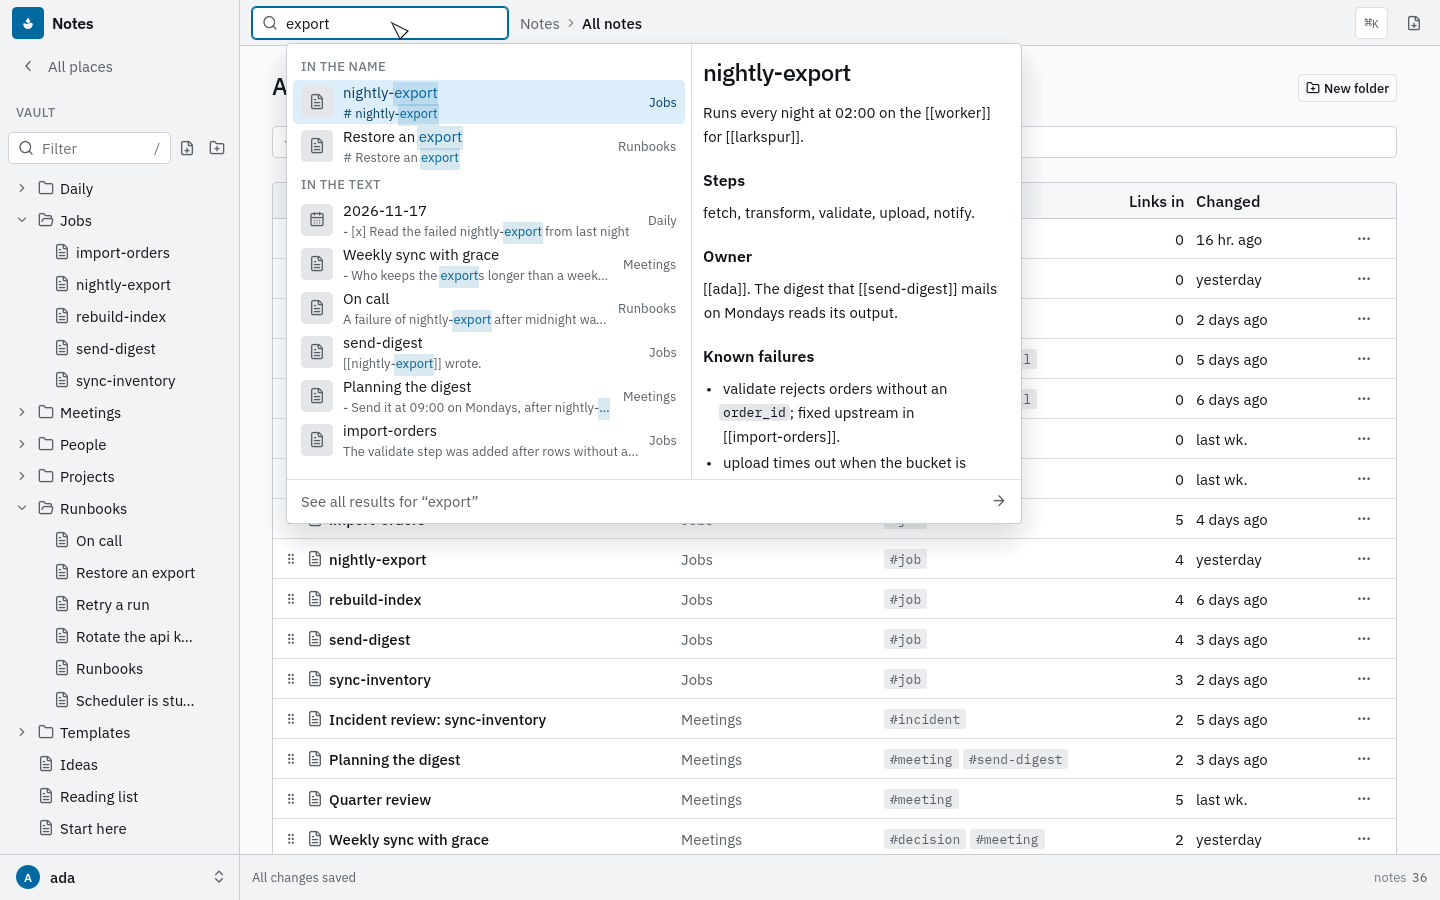 Notes
export
Notes > All notes
⌘K
All places
VAULT
Filter /
Daily
Jobs
import-orders
nightly-export
rebuild-index
send-digest
sync-inventory
Meetings
People
Projects
Runbooks
On call
Restore an export
Retry a run
Rotate the api k...
Runbooks
Scheduler is stu...
Templates
Ideas
Reading list
Start here
A ada
IN THE NAME
nightly-export
# nightly-export
Jobs
Restore an export
# Restore an export
Runbooks
IN THE TEXT
2026-11-17
- [x] Read the failed nightly-export from last night
Daily
Weekly sync with grace
- Who keeps the exports longer than a week...
Meetings
On call
A failure of nightly-export after midnight wa...
Runbooks
send-digest
[[nightly-export]] wrote.
Jobs
Planning the digest
- Send it at 09:00 on Mondays, after nightly-...
Meetings
import-orders
The validate step was added after rows without a...
Jobs
See all results for “export”
nightly-export
Runs every night at 02:00 on the [[worker]]
for [[larkspur]].
Steps
fetch, transform, validate, upload, notify.
Owner
[[ada]]. The digest that [[send-digest]] mails
on Mondays reads its output.
Known failures
• validate rejects orders without an
order_id; fixed upstream in
[[import-orders]].
• upload times out when the bucket is
New folder
Links in Changed
0 16 hr. ago
0 yesterday
0 2 days ago
0 5 days ago
0 6 days ago
0 last wk.
0 last wk.
5 4 days ago
nightly-export Jobs #job 4 yesterday
rebuild-index Jobs #job 4 6 days ago
send-digest Jobs #job 4 3 days ago
sync-inventory Jobs #job 3 2 days ago
Incident review: sync-inventory Meetings #incident 2 5 days ago
Planning the digest Meetings #meeting #send-digest 2 3 days ago
Quarter review Meetings #meeting 5 last wk.
Weekly sync with grace Meetings #decision #meeting 2 yesterday
All changes saved
notes 36